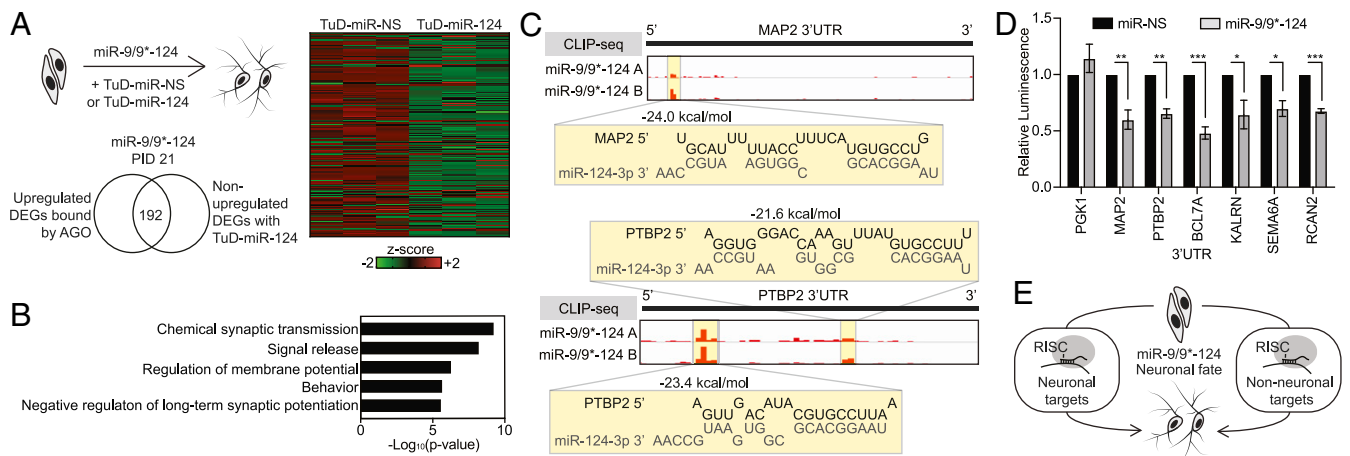 A
miR-9/9*-124
+ TuD-miR-NS
or TuD-miR-124
miR-9/9*-124
PID 21
Upregulated
DEGs bound
by AGO
192
Non-
upregulated
DEGs with
TuD-miR-124
TuD-miR-NS TuD-miR-124
z-score
-2 +2
B
Chemical synaptic transmission
Signal release
Regulation of membrane potential
Behavior
Negative regulaton of long-term synaptic potentiation
0 5 10
-Log10(p-value)
C
5' MAP2 3'UTR 3'
CLIP-seq
miR-9/9*-124 A
miR-9/9*-124 B
-24.0 kcal/mol
MAP2 5' U UU UUUCA G
GCAU UUACC UGUGCCU
CGUA AGUGG GCACGGA
miR-124-3p 3' AAC C AU
-21.6 kcal/mol
PTBP2 5' A GGAC AA UUAU U
GGUG CA GU GUGCCUU
CCGU GU CG CACGGAA
miR-124-3p 3' AA AA GG U
5' PTBP2 3'UTR 3'
CLIP-seq
miR-9/9*-124 A
miR-9/9*-124 B
-23.4 kcal/mol
PTBP2 5' A G AUA A
GUU AC CGUGCCUUA
UAA UG GCACGGAAU
miR-124-3p 3' AACCG G GC
D
miR-NS miR-9/9*-124
Relative Luminescence
1.5
1.0
0.5
0.0
** ** *** * * ***
PGK1
MAP2
PTBP2
BCL7A
KALRN
SEMA6A
RCAN2
3'UTR
E
RISC
Neuronal
targets
miR-9/9*-124
Neuronal fate
RISC
Non-neuronal
targets